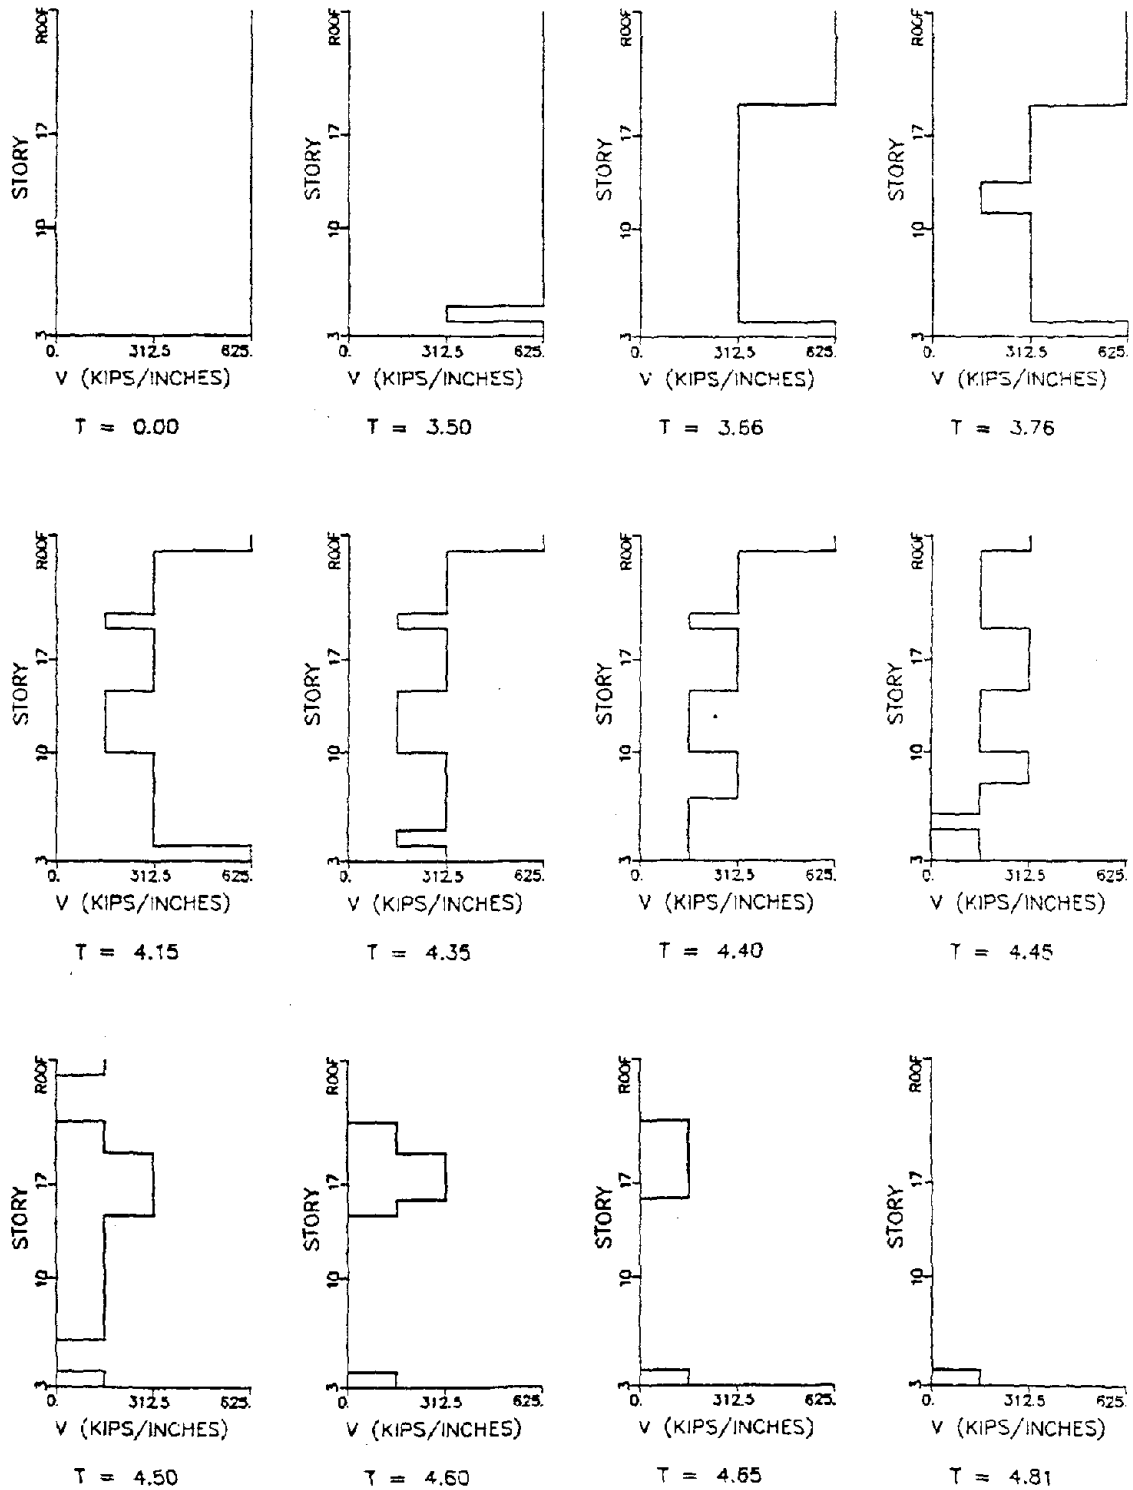 ROOF ROOF ROOF ROOF
STORY STORY STORY STORY
17 17 17 17
10 10 10 10
3 3 3 3
0. 312.5 625. 0. 312.5 625. 0. 312.5 625. 0. 312.5 625.
V (KIPS/INCHES) V (KIPS/INCHES) V (KIPS/INCHES) V (KIPS/INCHES)
T = 0.00 T = 3.50 T = 3.66 T = 3.76
ROOF ROOF ROOF ROOF
STORY STORY STORY STORY
17 17 17 17
10 10 10 10
3 3 3 3
0. 312.5 625. 0. 312.5 625. 0. 312.5 625. 0. 312.5 625.
V (KIPS/INCHES) V (KIPS/INCHES) V (KIPS/INCHES) V (KIPS/INCHES)
T = 4.15 T = 4.35 T = 4.40 T = 4.45
ROOF ROOF ROOF ROOF
STORY STORY STORY STORY
17 17 17 17
10 10 10 10
3 3 3 3
0. 312.5 625. 0. 312.5 625. 0. 312.5 625. 0. 312.5 625.
V (KIPS/INCHES) V (KIPS/INCHES) V (KIPS/INCHES) V (KIPS/INCHES)
T = 4.50 T = 4.60 T = 4.65 T = 4.81